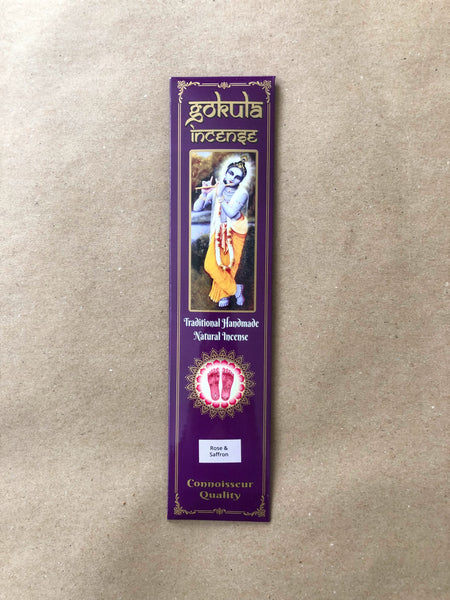 gokula
incense
Traditional Handmade
Natural Incense
Rose &
Saffron
Connoisseur
Quality